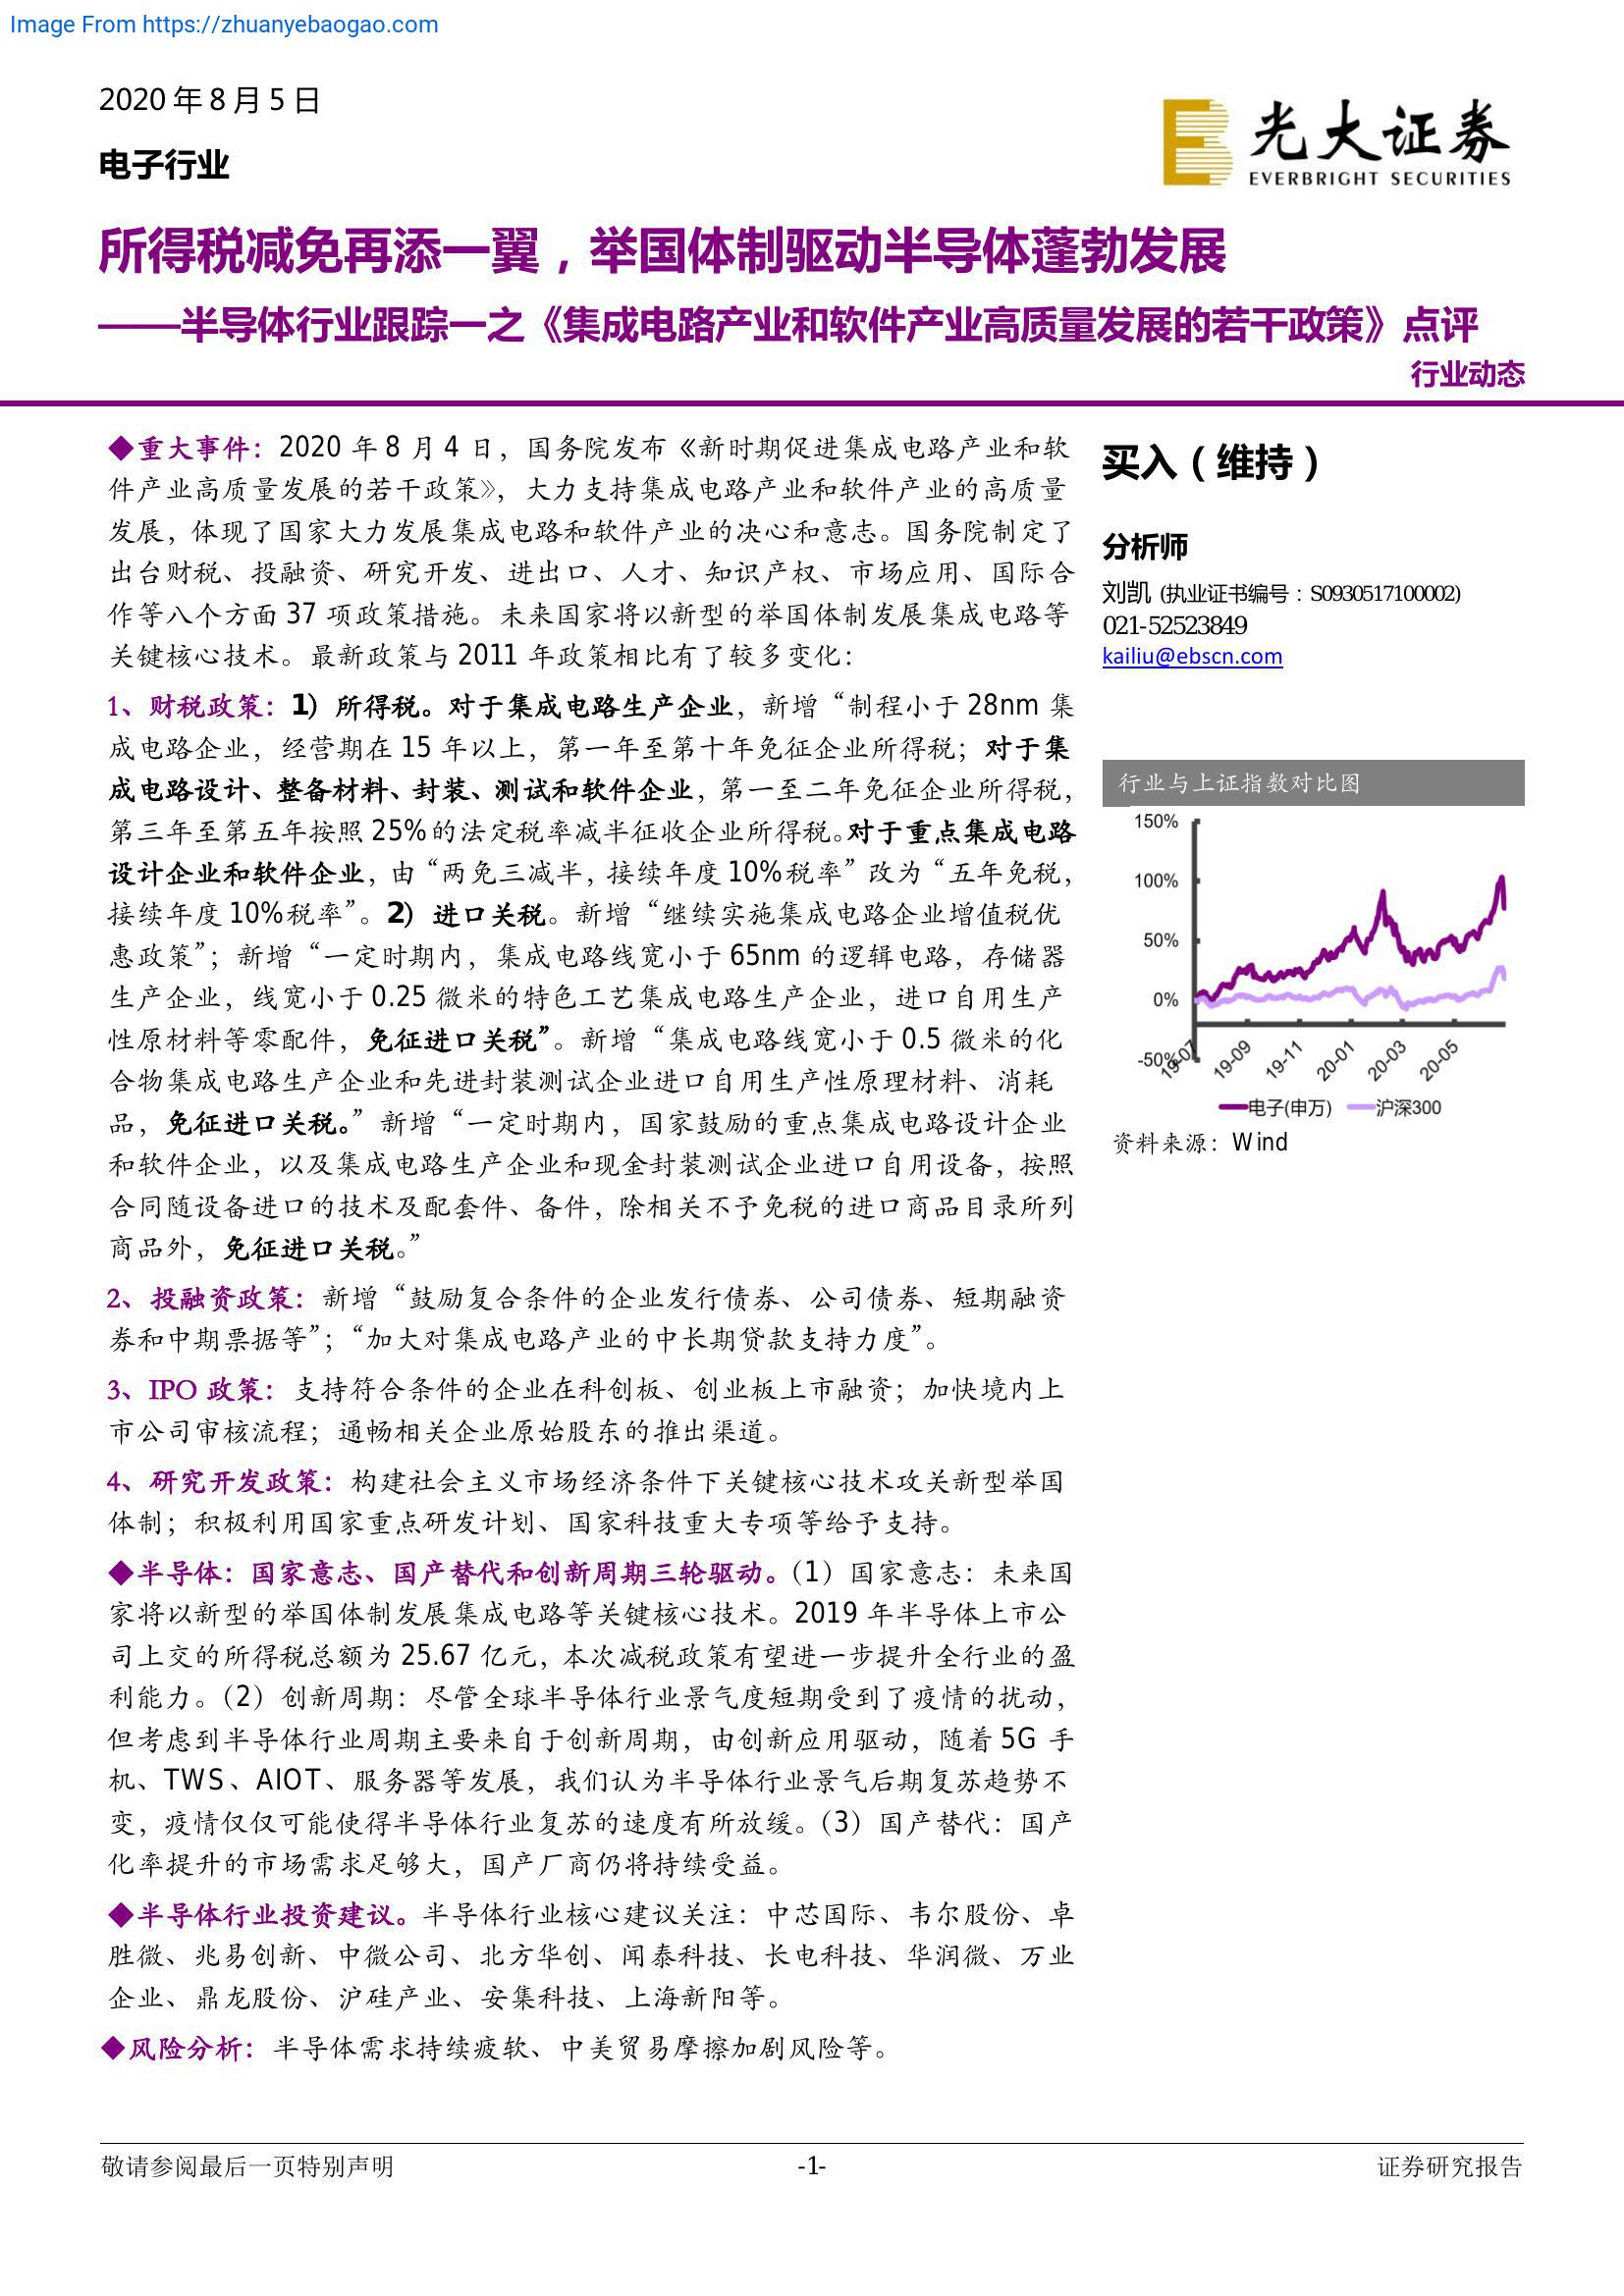 Image From https://zhuanyebaogao.com
2020 年 8 月 5 日
电子行业
光大证券
EVERBRIGHT SECURITIES
所得税减免再添一翼，举国体制驱动半导体蓬勃发展
——半导体行业跟踪一之《集成电路产业和软件产业高质量发展的若干政策》点评
行业动态
◆重大事件：2020 年 8 月 4 日，国务院发布《新时期促进集成电路产业和软
件产业高质量发展的若干政策》，大力支持集成电路产业和软件产业的高质量
发展，体现了国家大力发展集成电路和软件产业的决心和意志。国务院制定了
出台财税、投融资、研究开发、进出口、人才、知识产权、市场应用、国际合
作等八个方面 37 项政策措施。未来国家将以新型的举国体制发展集成电路等
关键核心技术。最新政策与 2011 年政策相比有了较多变化：
1、财税政策：1）所得税。对于集成电路生产企业，新增“制程小于 28nm 集
成电路企业，经营期在 15 年以上，第一年至第十年免征企业所得税；对于集
成电路设计、整备材料、封装、测试和软件企业，第一至二年免征企业所得税，
第三年至第五年按照 25%的法定税率减半征收企业所得税。对于重点集成电路
设计企业和软件企业，由“两免三减半，接续年度 10%税率”改为“五年免税，
接续年度 10%税率”。2）进口关税。新增“继续实施集成电路企业增值税优
惠政策”；新增“一定时期内，集成电路线宽小于 65nm 的逻辑电路，存储器
生产企业，线宽小于 0.25 微米的特色工艺集成电路生产企业，进口自用生产
性原材料等零配件，免征进口关税”。新增“集成电路线宽小于 0.5 微米的化
合物集成电路生产企业和先进封装测试企业进口自用生产性原理材料、消耗
品，免征进口关税。”新增“一定时期内，国家鼓励的重点集成电路设计企业
和软件企业，以及集成电路生产企业和现金封装测试企业进口自用设备，按照
合同随设备进口的技术及配套件、备件，除相关不予免税的进口商品目录所列
商品外，免征进口关税。”
2、投融资政策：新增“鼓励复合条件的企业发行债券、公司债券、短期融资
券和中期票据等”；“加大对集成电路产业的中长期贷款支持力度”。
3、IPO 政策：支持符合条件的企业在科创板、创业板上市融资；加快境内上
市公司审核流程；通畅相关企业原始股东的推出渠道。
4、研究开发政策：构建社会主义市场经济条件下关键核心技术攻关新型举国
体制；积极利用国家重点研发计划、国家科技重大专项等给予支持。
◆半导体：国家意志、国产替代和创新周期三轮驱动。（1）国家意志：未来国
家将以新型的举国体制发展集成电路等关键核心技术。2019 年半导体上市公
司上交的所得税总额为 25.67 亿元，本次减税政策有望进一步提升全行业的盈
利能力。（2）创新周期：尽管全球半导体行业景气度短期受到了疫情的扰动，
但考虑到半导体行业周期主要来自于创新周期，由创新应用驱动，随着 5G 手
机、TWS、AIOT、服务器等发展，我们认为半导体行业景气后期复苏趋势不
变，疫情仅仅可能使得半导体行业复苏的速度有所放缓。（3）国产替代：国产
化率提升的市场需求足够大，国产厂商仍将持续受益。
◆半导体行业投资建议。半导体行业核心建议关注：中芯国际、韦尔股份、卓
胜微、兆易创新、中微公司、北方华创、闻泰科技、长电科技、华润微、万业
企业、鼎龙股份、沪硅产业、安集科技、上海新阳等。
◆风险分析：半导体需求持续疲软、中美贸易摩擦加剧风险等。
买入（维持）
分析师
刘凯 (执业证书编号：S0930517100002)
021-52523849
kailiu@ebscn.com
行业与上证指数对比图
150%
100%
50%
0%
-50%
19-07 19-09 19-11 20-01 20-03 20-05
电子(申万) 沪深300
资料来源：Wind
敬请参阅最后一页特别声明 -1- 证券研究报告